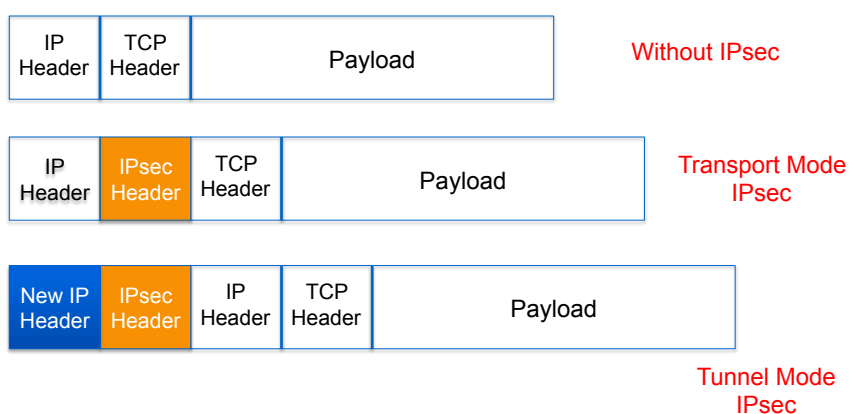 IP
Header
TCP
Header
Payload
Without IPsec
IP
Header
IPsec
Header
TCP
Header
Payload
Transport Mode
IPsec
New IP
Header
IPsec
Header
IP
Header
TCP
Header
Payload
Tunnel Mode
IPsec